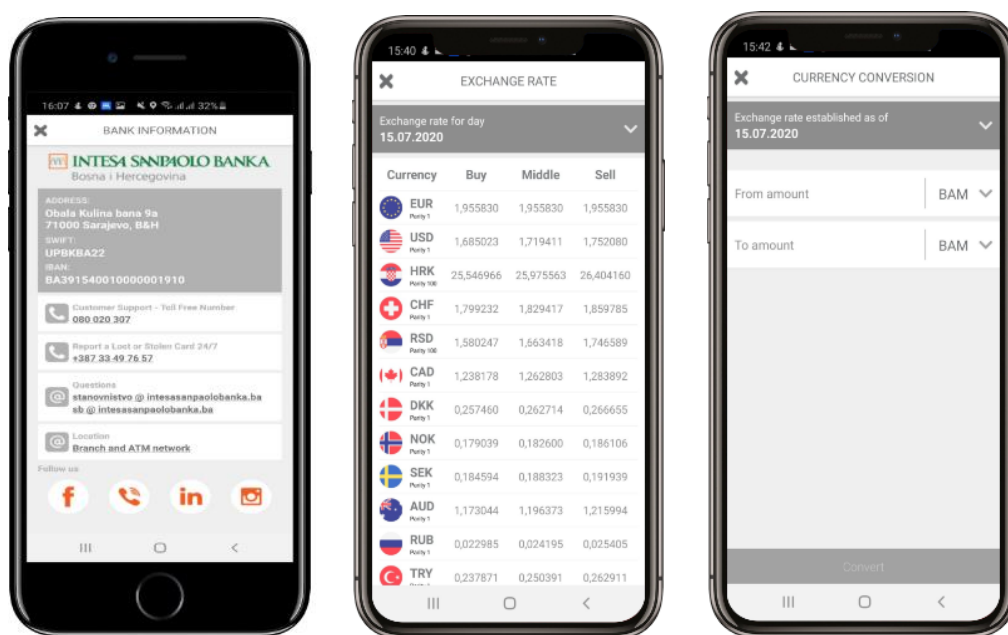 16:07
32%
BANK INFORMATION
INTESA SANPAOLO BANKA
Bosna i Hercegovina
ADDRESS:
Obala Kulina bana 9a
71000 Sarajevo, B&H
SWIFT:
UPBKBA22
IBAN:
BA391540010000001910
Customer Support - Toll Free Number
080 020 307
Report a Lost or Stolen Card 24/7
+387 33 49 76 57
Questions
stanovnistvo @ intesasanpaolobanka.ba
sb @ intesasanpaolobanka.ba
Location
Branch and ATM network
Follow us
in
15:40
EXCHANGE RATE
Exchange rate for day
15.07.2020
Currency Buy Middle Sell
EUR 1,955830 1,955830 1,955830
Parity 1
USD 1,685023 1,719411 1,752080
Parity 1
HRK 25,546966 25,975563 26,404160
Parity 100
CHF 1,799232 1,829417 1,859785
Parity 1
RSD 1,580247 1,663418 1,746589
Parity 100
CAD 1,238178 1,262803 1,283892
Parity 1
DKK 0,257460 0,262714 0,266655
Parity 1
NOK 0,179039 0,182600 0,186106
Parity 1
SEK 0,184594 0,188323 0,191939
Parity 1
AUD 1,173044 1,196373 1,215994
Parity 1
RUB 0,022985 0,024195 0,025405
Parity 1
TRY 0,237871 0,250391 0,262911
15:42
CURRENCY CONVERSION
Exchange rate established as of
15.07.2020
From amount BAM
To amount BAM
Convert